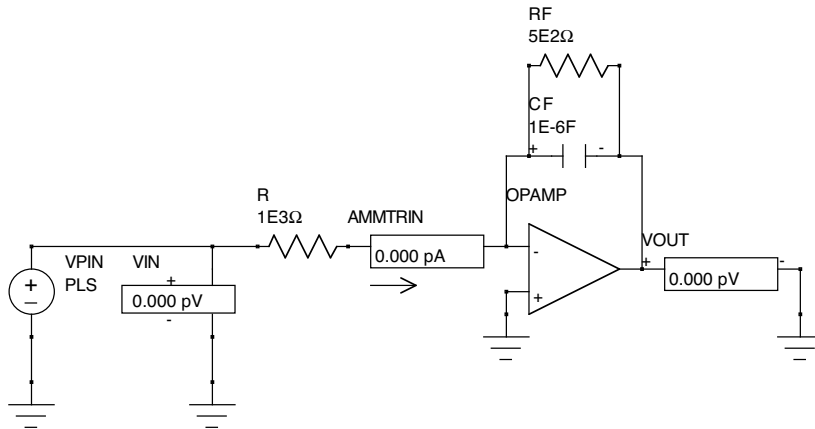 RF
5E2Ω
CF
1E-6F
+ -
OPAMP
R
1E3Ω
AMMTRIN
0.000 pA
-
+
VOUT
+ -
0.000 pV
VPIN
PLS
+
–
VIN
+
0.000 pV
-